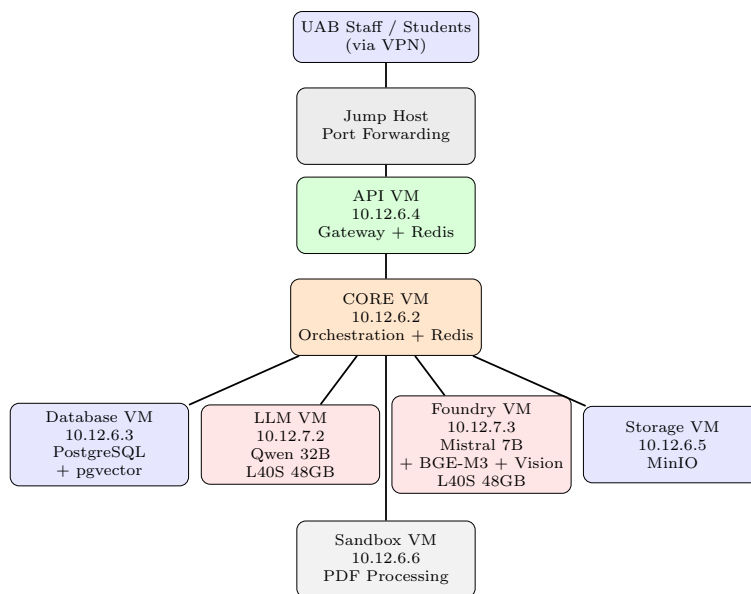 UAB Staff / Students
(via VPN)
Jump Host
Port Forwarding
API VM
10.12.6.4
Gateway + Redis
CORE VM
10.12.6.2
Orchestration + Redis
Database VM
10.12.6.3
PostgreSQL
+ pgvector
LLM VM
10.12.7.2
Qwen 32B
L40S 48GB
Foundry VM
10.12.7.3
Mistral 7B
+ BGE-M3 + Vision
L40S 48GB
Storage VM
10.12.6.5
MinIO
Sandbox VM
10.12.6.6
PDF Processing